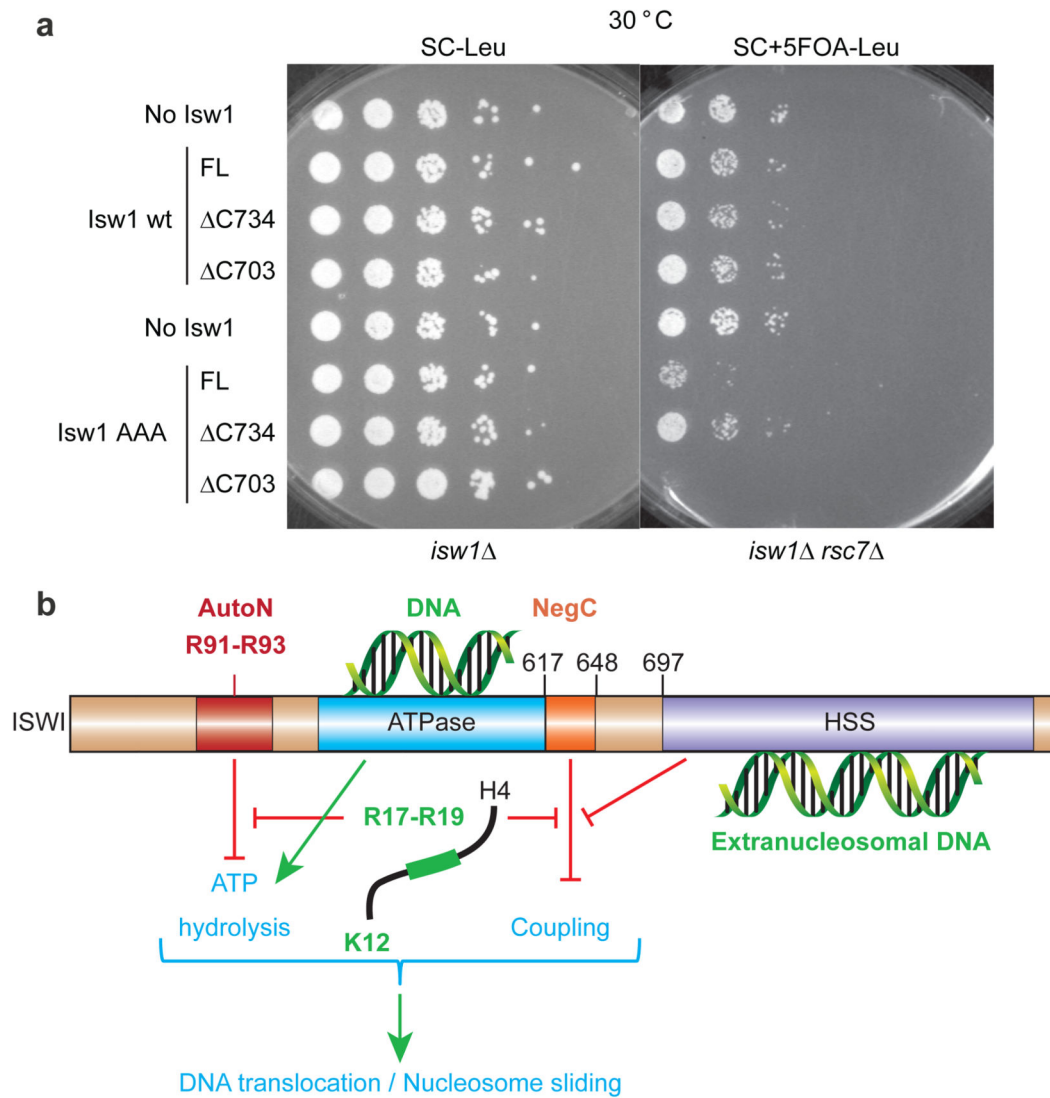 a
30 °C
SC-Leu
SC+5FOA-Leu
No Isw1
FL
Isw1 wt
ΔC734
ΔC703
No Isw1
FL
Isw1 AAA
ΔC734
ΔC703
isw1Δ
isw1Δ rsc7Δ
b
AutoN
R91-R93
DNA
NegC
617
648
697
ISWI
ATPase
HSS
H4
R17-R19
Extranucleosomal DNA
ATP
hydrolysis
K12
Coupling
DNA translocation / Nucleosome sliding